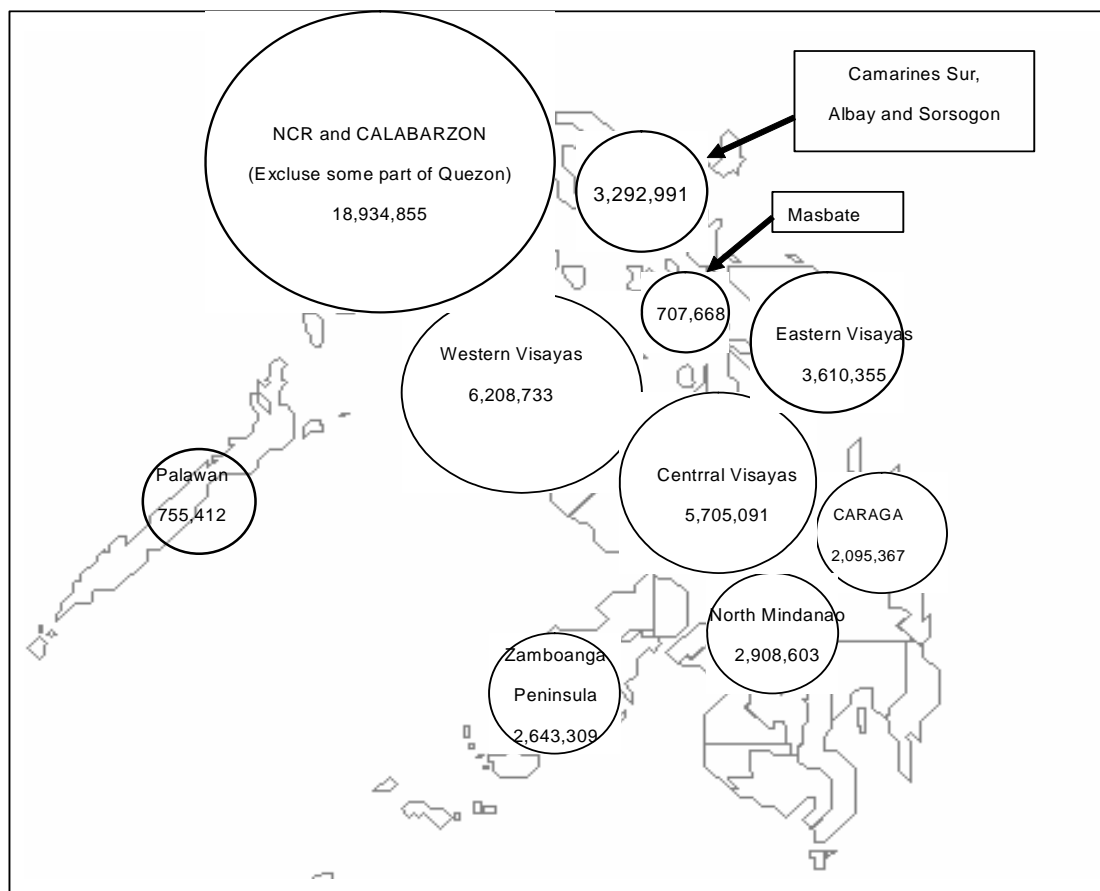 Camarines Sur,
Albay and Sorsogon
NCR and CALABARZON
(Excluse some part of Quezon)
18,934,855
3,292,991
Masbate
707,668
Eastern Visayas
3,610,355
Western Visayas
6,208,733
Palawan
755,412
Centrral Visayas
5,705,091
CARAGA
2,095,367
North Mindanao
2,908,603
Zamboanga
Peninsula
2,643,309